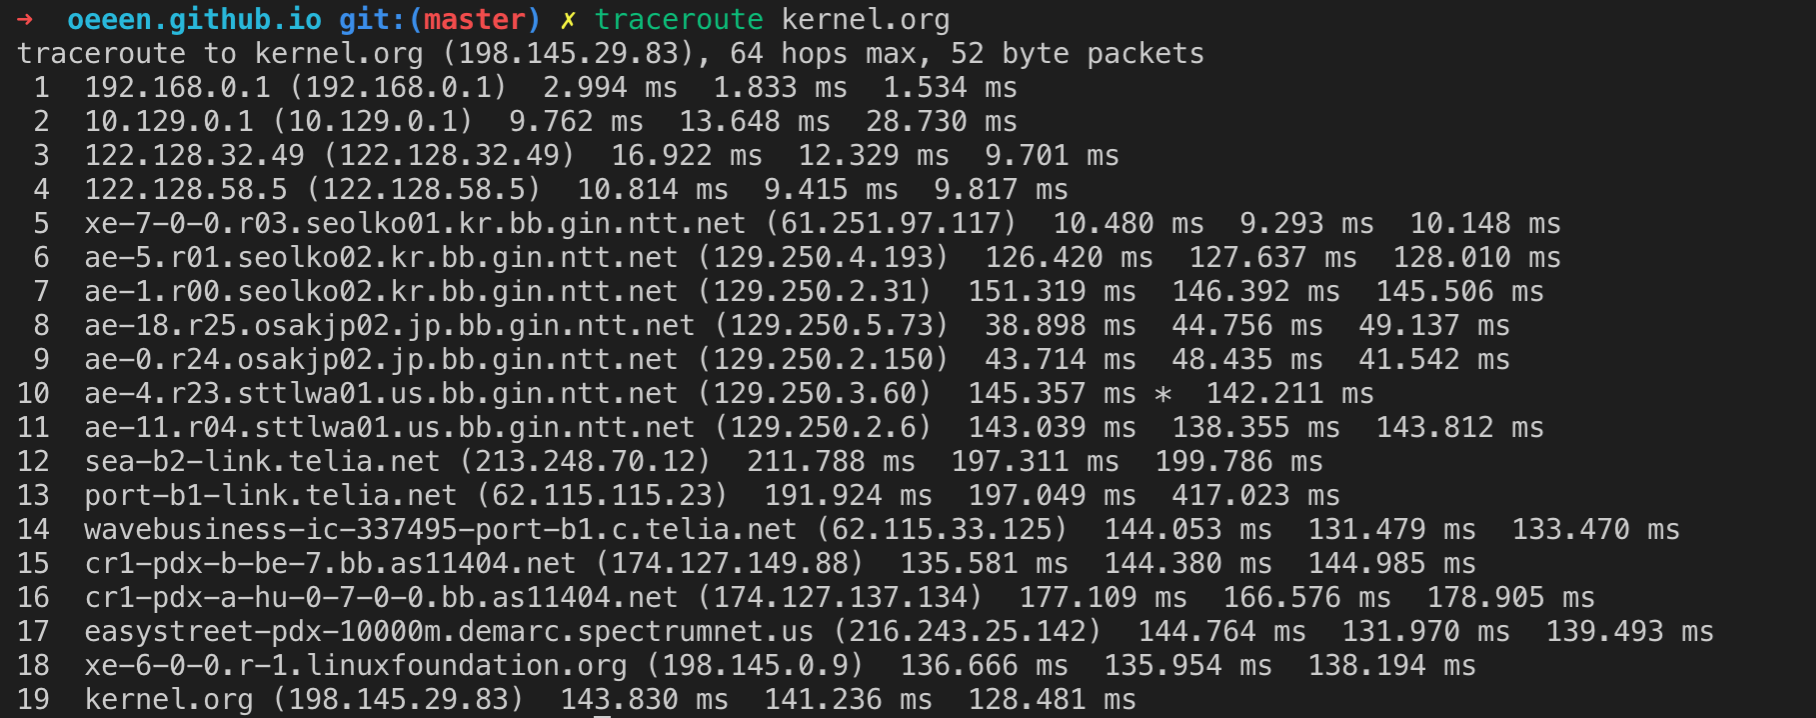 → oeeen.github.io git:(master) ✗ traceroute kernel.org
traceroute to kernel.org (198.145.29.83), 64 hops max, 52 byte packets
1 192.168.0.1 (192.168.0.1) 2.994 ms 1.833 ms 1.534 ms
2 10.129.0.1 (10.129.0.1) 9.762 ms 13.648 ms 28.730 ms
3 122.128.32.49 (122.128.32.49) 16.922 ms 12.329 ms 9.701 ms
4 122.128.58.5 (122.128.58.5) 10.814 ms 9.415 ms 9.817 ms
5 xe-7-0-0.r03.seolko01.kr.bb.gin.ntt.net (61.251.97.117) 10.480 ms 9.293 ms 10.148 ms
6 ae-5.r01.seolko02.kr.bb.gin.ntt.net (129.250.4.193) 126.420 ms 127.637 ms 128.010 ms
7 ae-1.r00.seolko02.kr.bb.gin.ntt.net (129.250.2.31) 151.319 ms 146.392 ms 145.506 ms
8 ae-18.r25.osakjp02.jp.bb.gin.ntt.net (129.250.5.73) 38.898 ms 44.756 ms 49.137 ms
9 ae-0.r24.osakjp02.jp.bb.gin.ntt.net (129.250.2.150) 43.714 ms 48.435 ms 41.542 ms
10 ae-4.r23.sttlwa01.us.bb.gin.ntt.net (129.250.3.60) 145.357 ms * 142.211 ms
11 ae-11.r04.sttlwa01.us.bb.gin.ntt.net (129.250.2.6) 143.039 ms 138.355 ms 143.812 ms
12 sea-b2-link.telia.net (213.248.70.12) 211.788 ms 197.311 ms 199.786 ms
13 port-b1-link.telia.net (62.115.115.23) 191.924 ms 197.049 ms 417.023 ms
14 wavebusiness-ic-337495-port-b1.c.telia.net (62.115.33.125) 144.053 ms 131.479 ms 133.470 ms
15 cr1-pdx-b-be-7.bb.as11404.net (174.127.149.88) 135.581 ms 144.380 ms 144.985 ms
16 cr1-pdx-a-hu-0-7-0-0.bb.as11404.net (174.127.137.134) 177.109 ms 166.576 ms 178.905 ms
17 easystreet-pdx-10000m.demarc.spectrumnet.us (216.243.25.142) 144.764 ms 131.970 ms 139.493 ms
18 xe-6-0-0.r-1.linuxfoundation.org (198.145.0.9) 136.666 ms 135.954 ms 138.194 ms
19 kernel.org (198.145.29.83) 143.830 ms 141.236 ms 128.481 ms